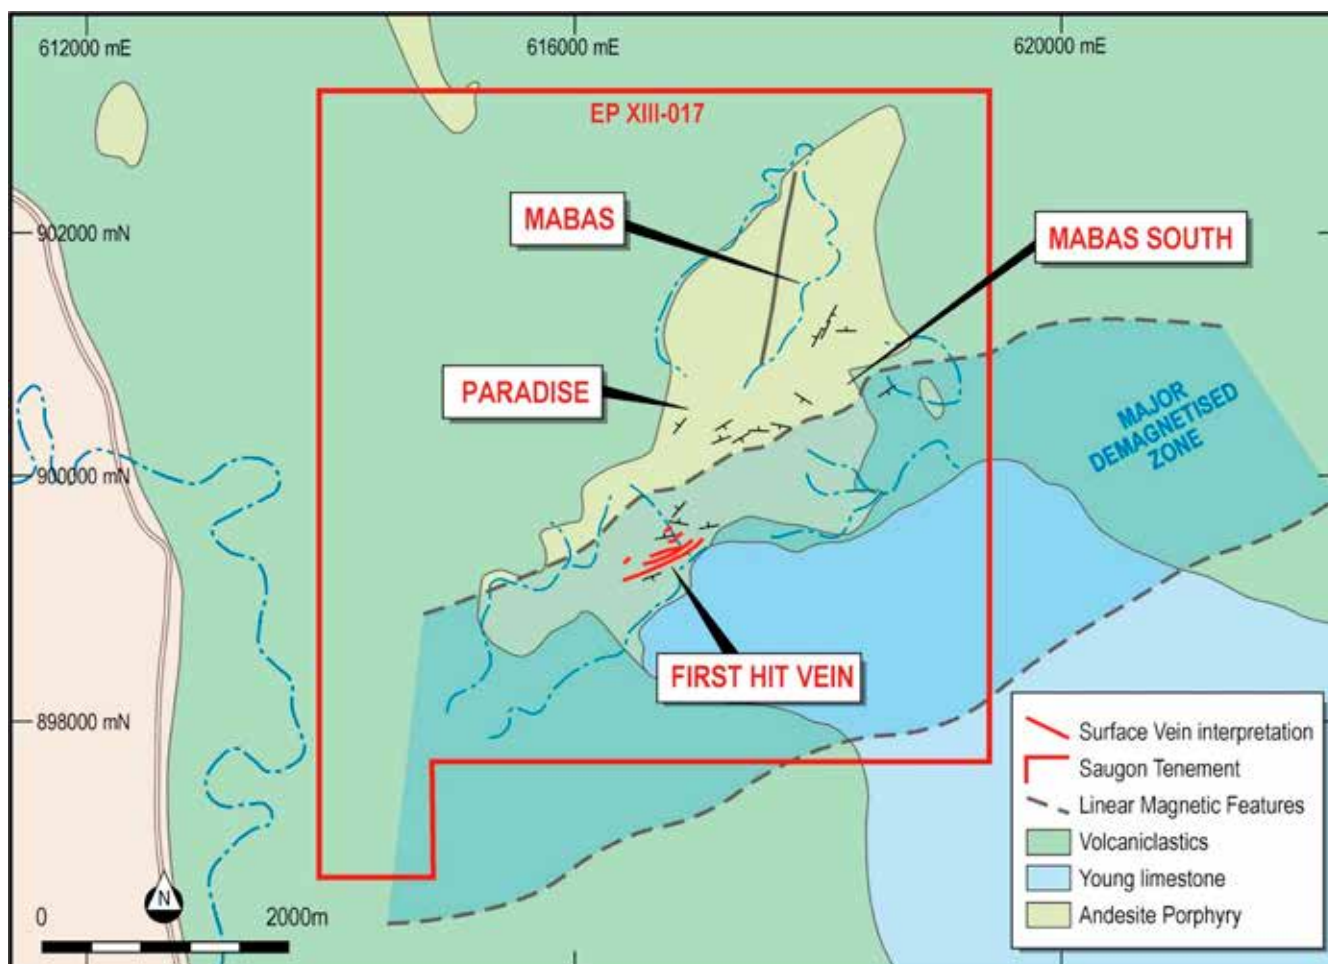 612000 mE
616000 mE
620000 mE
EP XIII-017
902000 mN
MABAS
MABAS SOUTH
PARADISE
MAJOR
DEMAGNETISED
ZONE
900000 mN
FIRST HIT VEIN
898000 mN
N
0
2000m
Surface Vein interpretation
Saugon Tenement
Linear Magnetic Features
Volcaniclastics
Young limestone
Andesite Porphyry